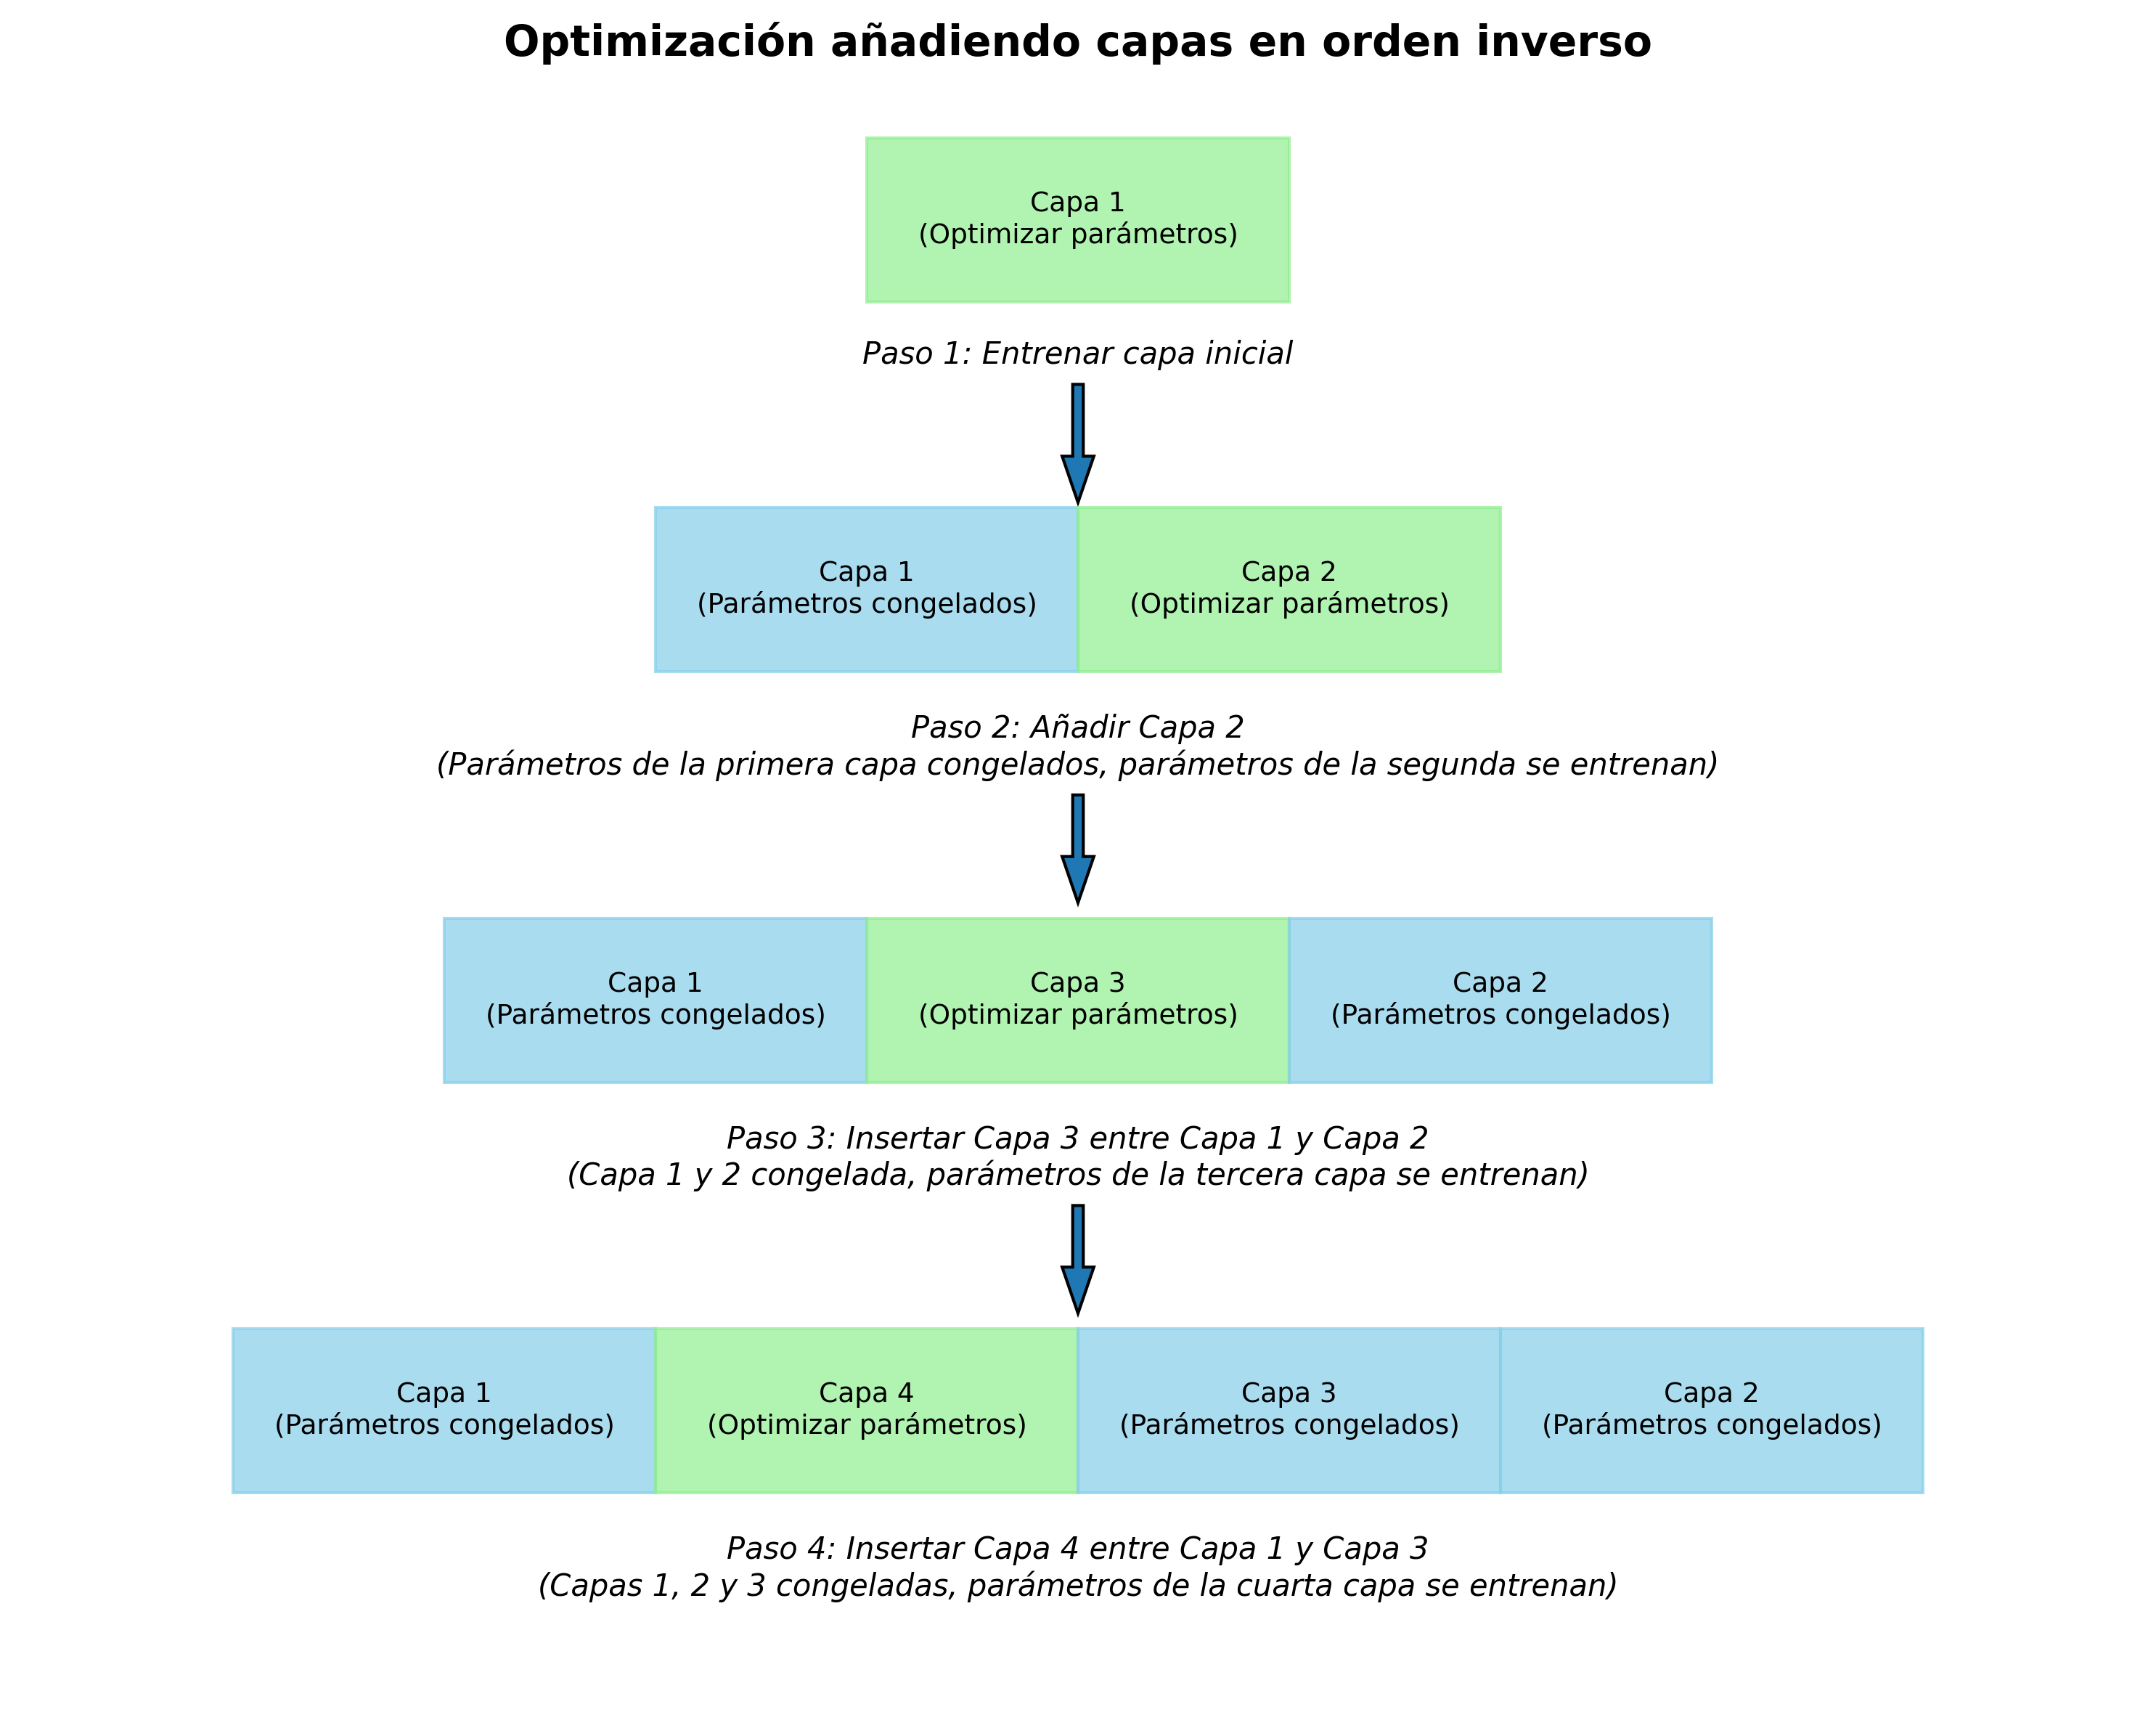 Optimización añadiendo capas en orden inverso
Capa 1
(Optimizar parámetros)
Paso 1: Entrenar capa inicial
Capa 1
(Parámetros congelados)
Capa 2
(Optimizar parámetros)
Paso 2: Añadir Capa 2
(Parámetros de la primera capa congelados, parámetros de la segunda se entrenan)
Capa 1
(Parámetros congelados)
Capa 3
(Optimizar parámetros)
Capa 2
(Parámetros congelados)
Paso 3: Insertar Capa 3 entre Capa 1 y Capa 2
(Capa 1 y 2 congelada, parámetros de la tercera capa se entrenan)
Capa 1
(Parámetros congelados)
Capa 4
(Optimizar parámetros)
Capa 3
(Parámetros congelados)
Capa 2
(Parámetros congelados)
Paso 4: Insertar Capa 4 entre Capa 1 y Capa 3
(Capas 1, 2 y 3 congeladas, parámetros de la cuarta capa se entrenan)